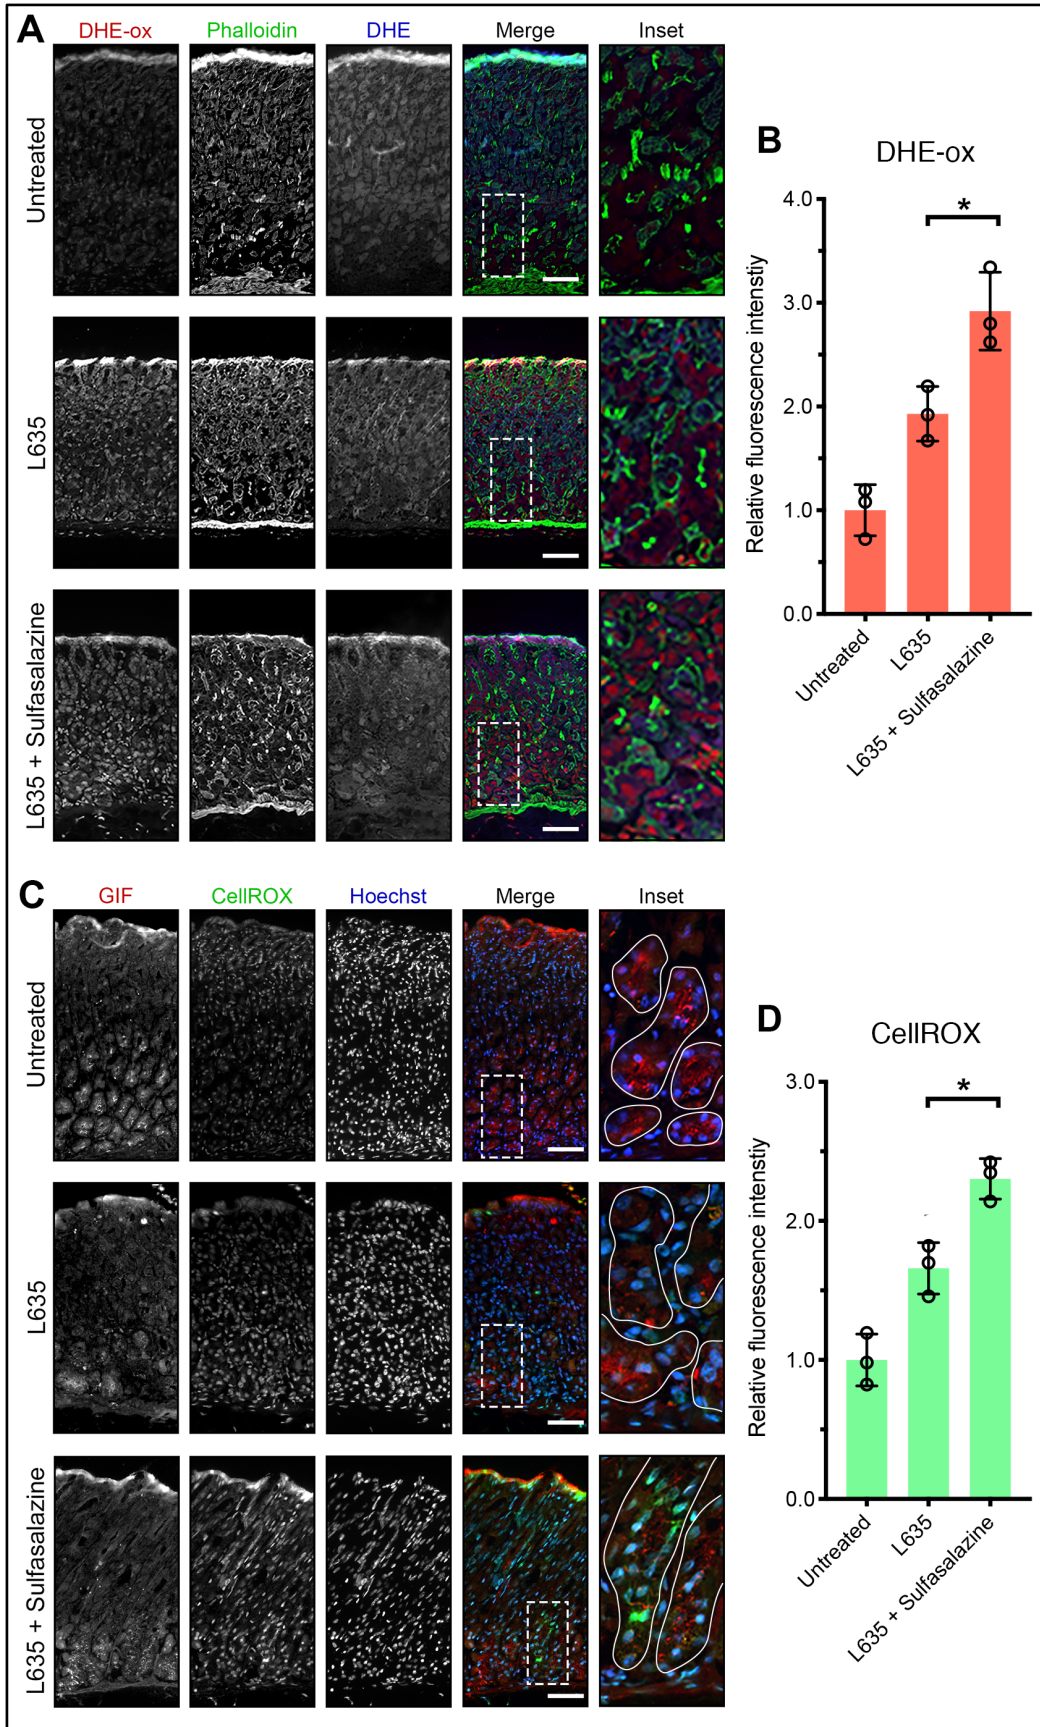 A
DHE-ox Phalloidin DHE Merge Inset
Untreated
L635
L635 + Sulfasalazine
B
DHE-ox
Relative fluorescence intenstiy
4.0
3.0
2.0
1.0
0.0
*
Untreated
L635
L635 + Sulfasalazine
C
GIF CellROX Hoechst Merge Inset
Untreated
L635
L635 + Sulfasalazine
D
CellROX
Relative fluorescence intenstiy
3.0
2.0
1.0
0.0
*
Untreated
L635
L635 + Sulfasalazine